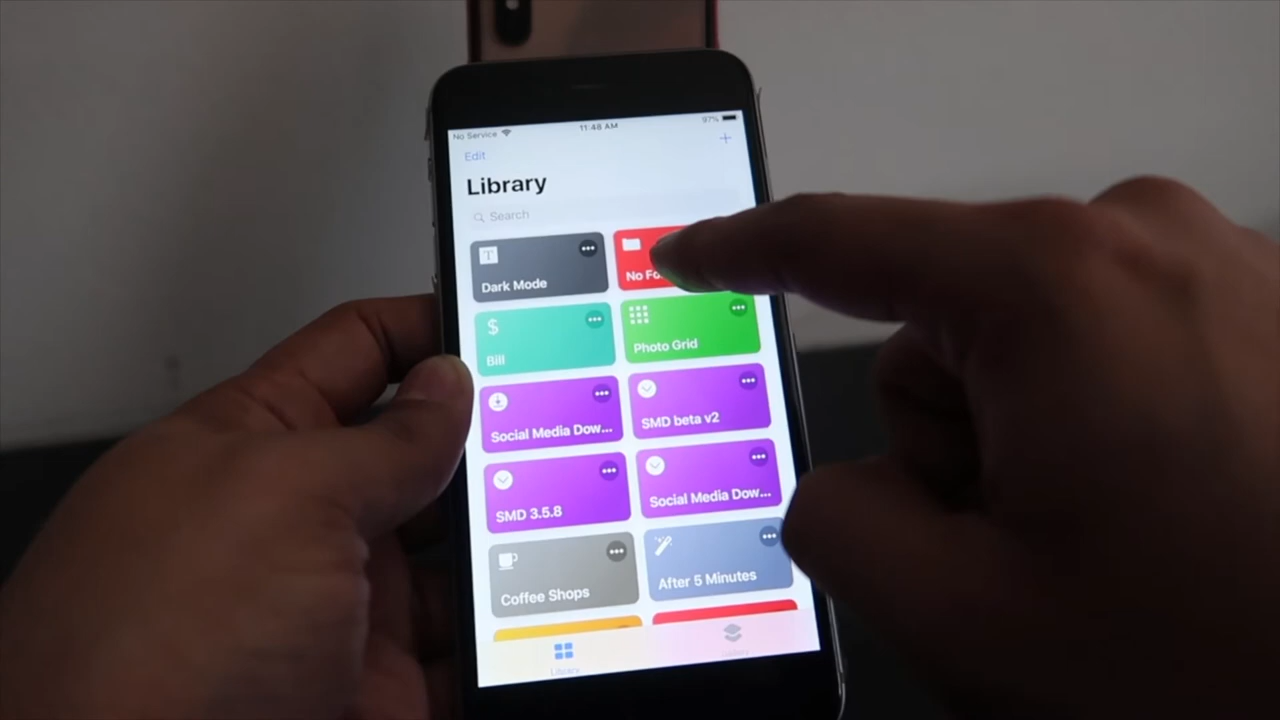 No Service 11:48 AM 97%
Edit +
Library
Search
T
Dark Mode
No Fo
$
Bill
Photo Grid
Social Media Dow...
SMD beta v2
SMD 3.5.8
Social Media Dow...
Coffee Shops
After 5 Minutes
Library